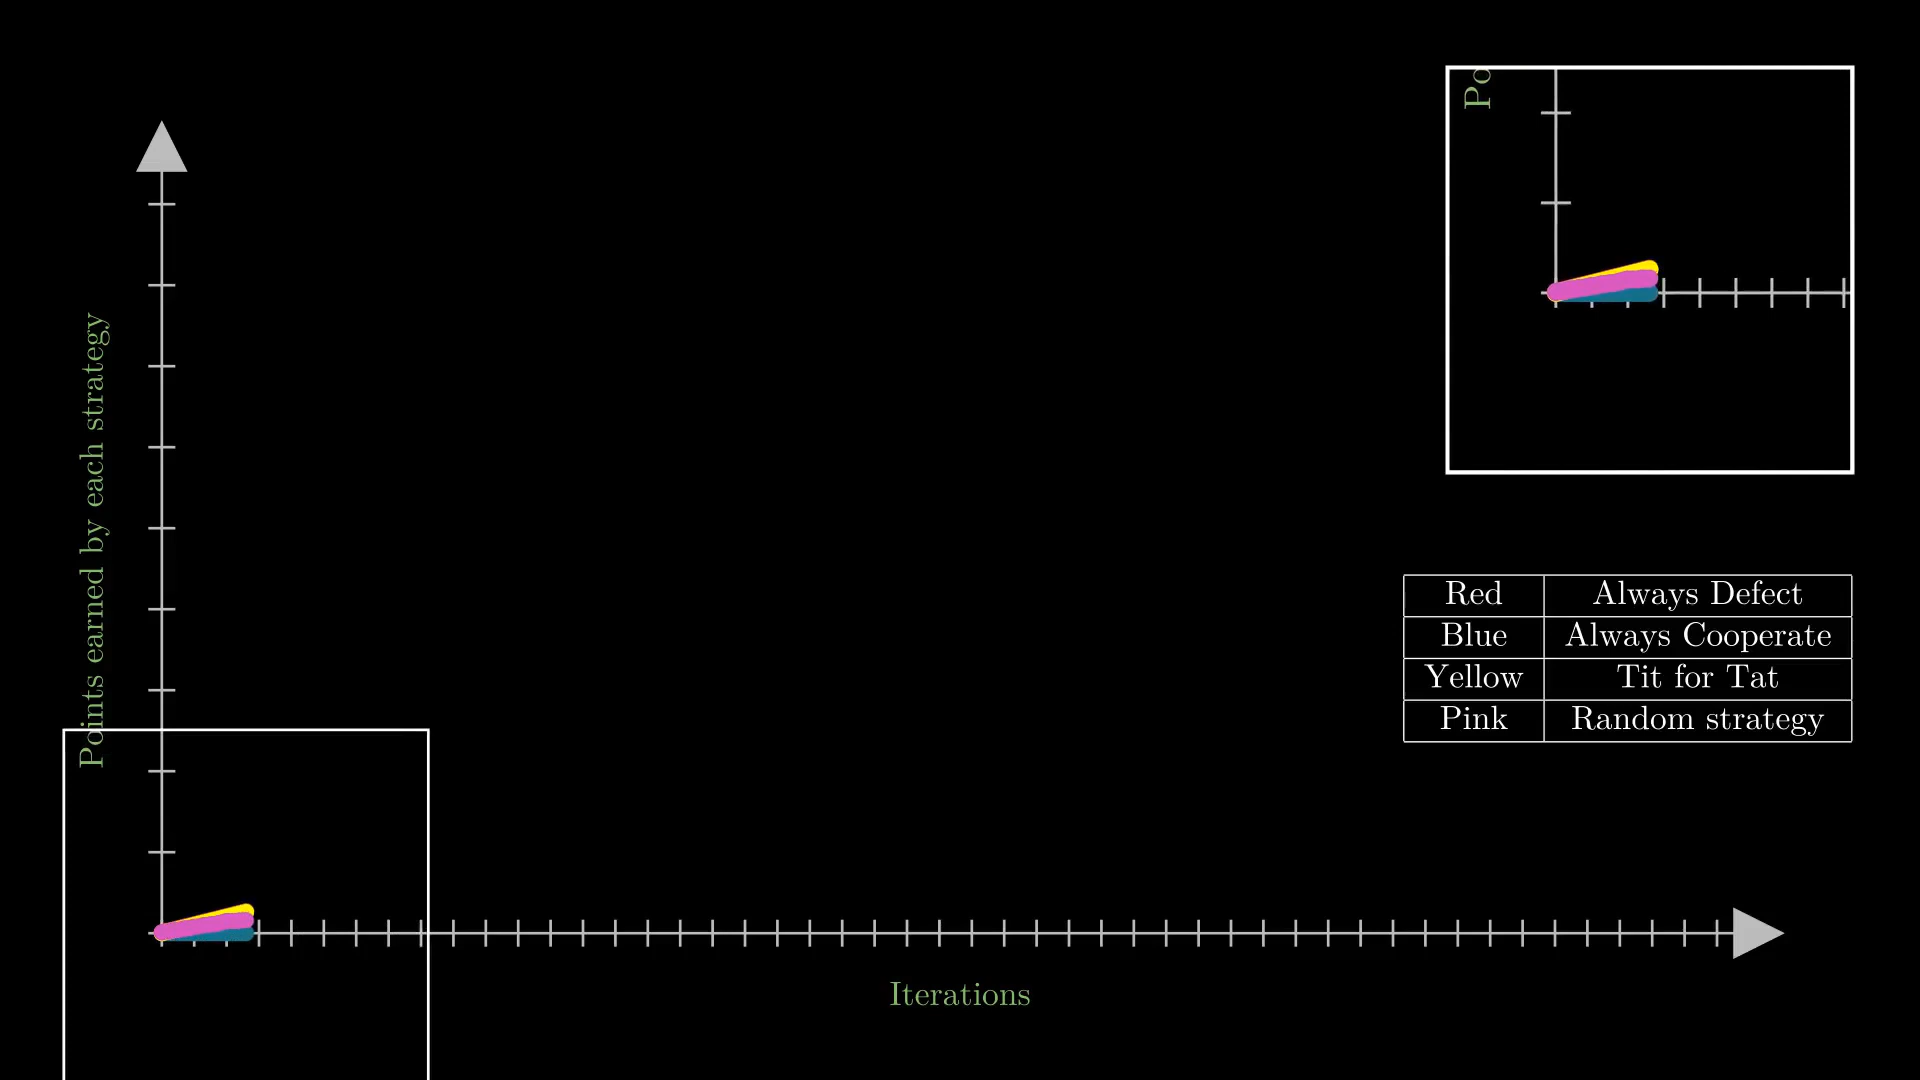 Po
Points earned by each strategy
Red Always Defect
Blue Always Cooperate
Yellow Tit for Tat
Pink Random strategy
Iterations